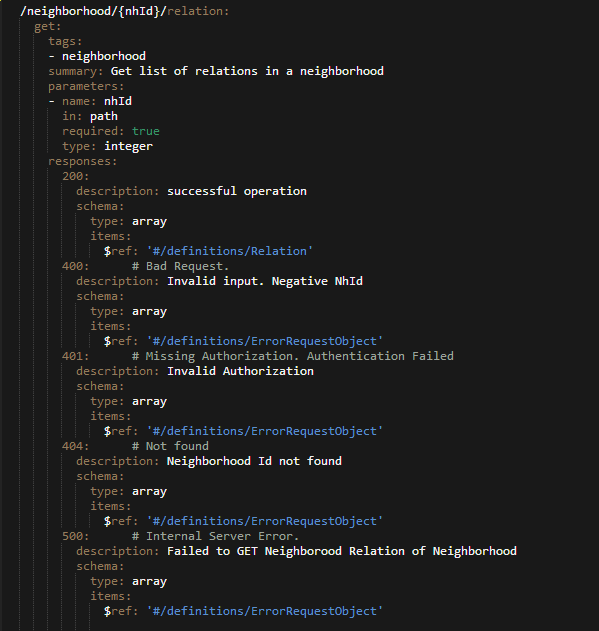 /neighborhood/{nhId}/relation:
get:
tags:
- neighborhood
summary: Get list of relations in a neighborhood
parameters:
- name: nhId
in: path
required: true
type: integer
responses:
200:
description: successful operation
schema:
type: array
items:
$ref: '#/definitions/Relation'
400: # Bad Request.
description: Invalid input. Negative NhId
schema:
type: array
items:
$ref: '#/definitions/ErrorRequestObject'
401: # Missing Authorization. Authentication Failed
description: Invalid Authorization
schema:
type: array
items:
$ref: '#/definitions/ErrorRequestObject'
404: # Not found
description: Neighborhood Id not found
schema:
type: array
items:
$ref: '#/definitions/ErrorRequestObject'
500: # Internal Server Error.
description: Failed to GET Neighborood Relation of Neighborhood
schema:
type: array
items:
$ref: '#/definitions/ErrorRequestObject'